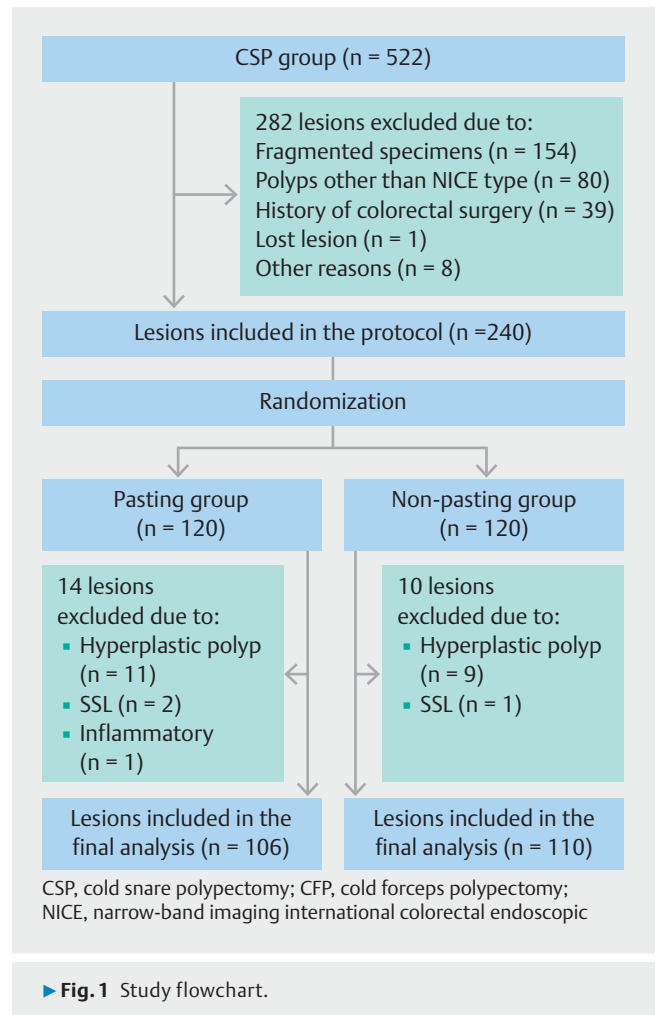 CSP group (n = 522)
282 lesions excluded due to:
Fragmented specimens (n = 154)
Polyps other than NICE type (n = 80)
History of colorectal surgery (n = 39)
Lost lesion (n = 1)
Other reasons (n = 8)
Lesions included in the protocol (n =240)
Randomization
Pasting group
(n = 120)
Non-pasting group
(n = 120)
14 lesions
excluded due to:
▪ Hyperplastic polyp
(n = 11)
▪ SSL (n = 2)
▪ Inflammatory
(n = 1)
10 lesions
excluded due to:
▪ Hyperplastic polyp
(n = 9)
▪ SSL (n = 1)
Lesions included in the
final analysis (n = 106)
Lesions included in the
final analysis (n = 110)
CSP, cold snare polypectomy; CFP, cold forceps polypectomy;
NICE, narrow-band imaging international colorectal endoscopic
▶ Fig. 1 Study flowchart.